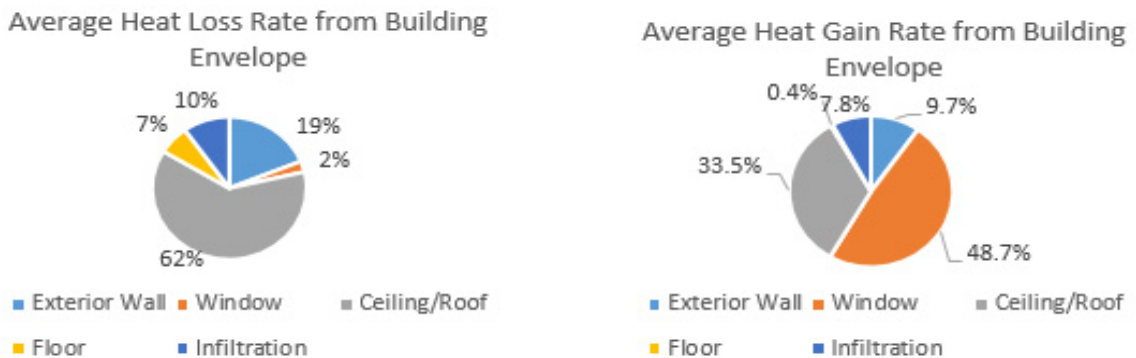 Average Heat Loss Rate from Building
Envelope
10%
7%
19%
2%
62%
Exterior Wall Window Ceiling/Roof
Floor Infiltration
Average Heat Gain Rate from Building
Envelope
0.4%
7.8%
9.7%
33.5%
48.7%
Exterior Wall Window Ceiling/Roof
Floor Infiltration